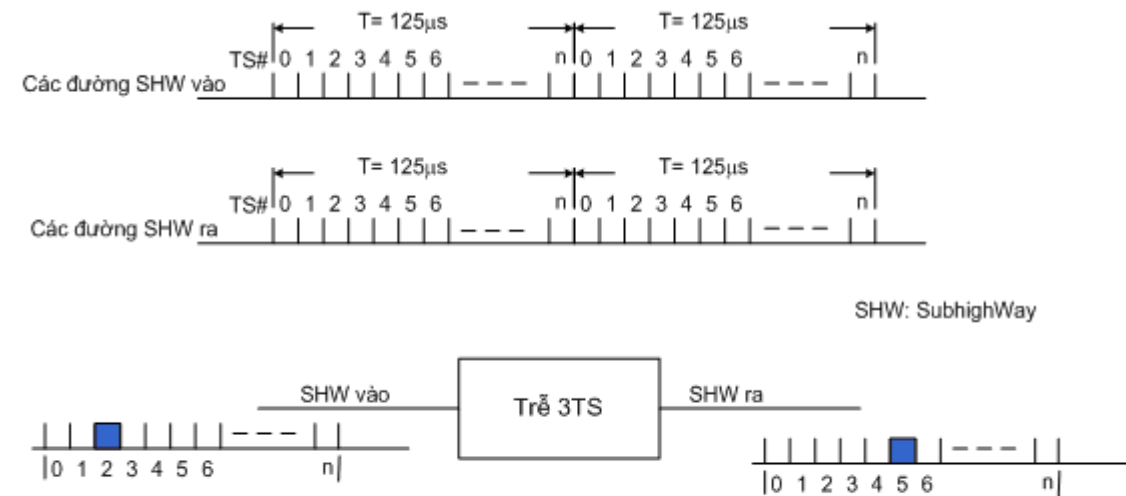 T= 125μs T= 125μs
TS# 0 1 2 3 4 5 6 n 0 1 2 3 4 5 6 n
Các đường SHW vào
T= 125μs T= 125μs
TS# 0 1 2 3 4 5 6 n 0 1 2 3 4 5 6 n
Các đường SHW ra
SHW: SubhighWay
SHW vào
Trễ 3TS
SHW ra
0 1 2 3 4 5 6 n
0 1 2 3 4 5 6 n